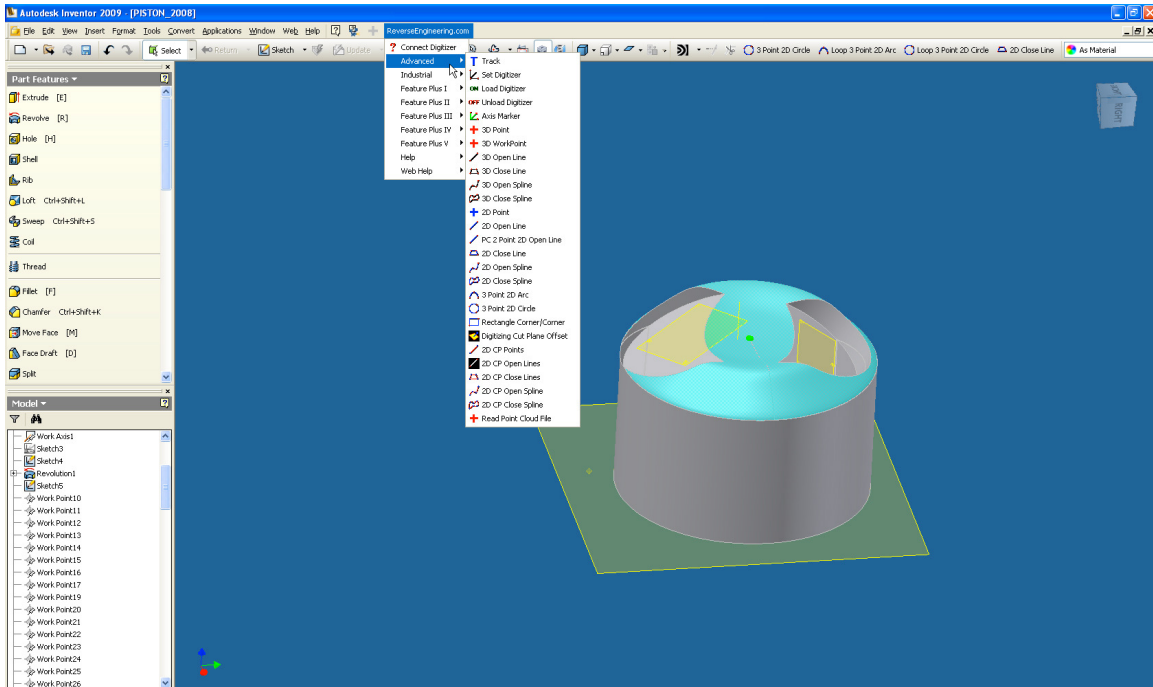 Autodesk Inventor 2009 - [PISTON_2008]
File Edit View Insert Format Tools Convert Applications Window Web Help ReverseEngineering.com
Select Return Sketch Update 3 Point 2D Circle Loop 3 Point 2D Arc Loop 3 Point 2D Circle 2D Close Line As Material
Part Features
Extrude [E]
Revolve [R]
Hole [H]
Shell
Rib
Loft Ctrl+Shift+L
Sweep Ctrl+Shift+S
Coil
Thread
Fillet [F]
Chamfer Ctrl+Shift+K
Move Face [M]
Face Draft [D]
Split
Model
Work Axis1
Sketch3
Sketch4
Revolution1
Sketch5
Work Point10
Work Point11
Work Point12
Work Point13
Work Point14
Work Point15
Work Point16
Work Point17
Work Point19
Work Point20
Work Point21
Work Point22
Work Point23
Work Point24
Work Point25
Work Point26
Connect Digitizer
Advanced
Industrial
Feature Plus I
Feature Plus II
Feature Plus III
Feature Plus IV
Feature Plus V
Help
Web Help
Track
Set Digitizer
ON Load Digitizer
OFF Unload Digitizer
Axis Marker
3D Point
3D WorkPoint
3D Open Line
3D Close Line
3D Open Spline
3D Close Spline
2D Point
2D Open Line
PC 2 Point 2D Open Line
2D Close Line
2D Open Spline
2D Close Spline
3 Point 2D Arc
3 Point 2D Circle
Rectangle Corner/Corner
Digitizing Cut Plane Offset
2D CP Points
2D CP Open Lines
2D CP Close Lines
2D CP Open Spline
2D CP Close Spline
Read Point Cloud File
RIGHT